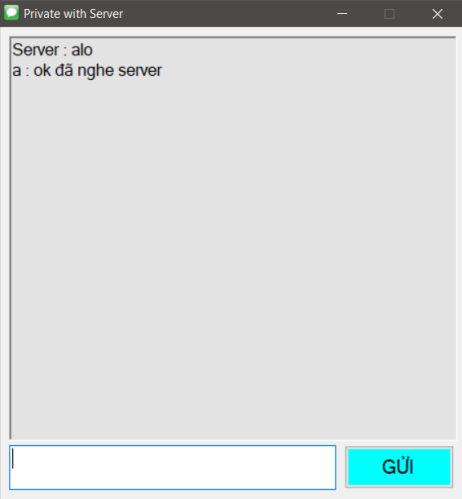 Private with Server
Server : alo
a : ok đã nghe server
GỬI